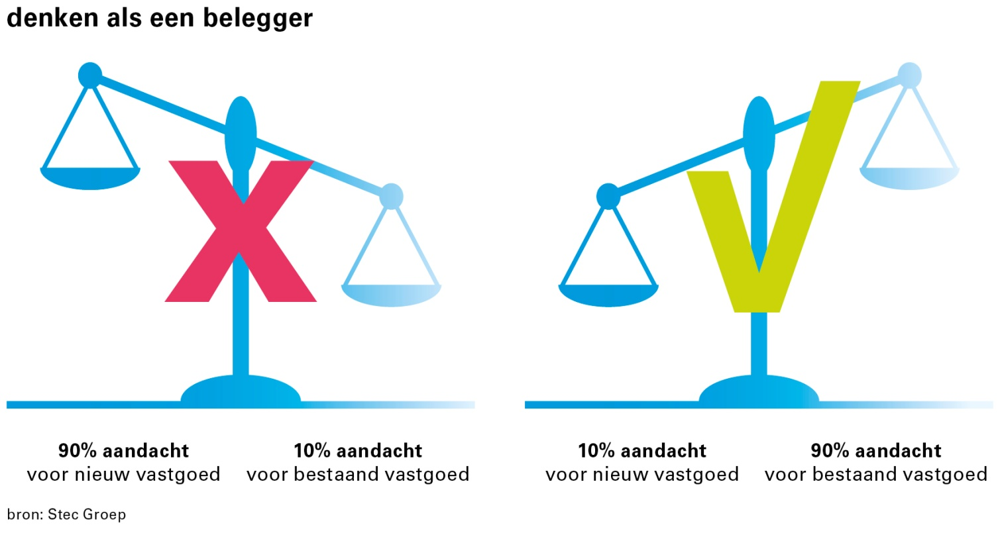 denken als een belegger
90% aandacht
voor nieuw vastgoed
10% aandacht
voor bestaand vastgoed
10% aandacht
voor nieuw vastgoed
90% aandacht
voor bestaand vastgoed
bron: Stec Groep